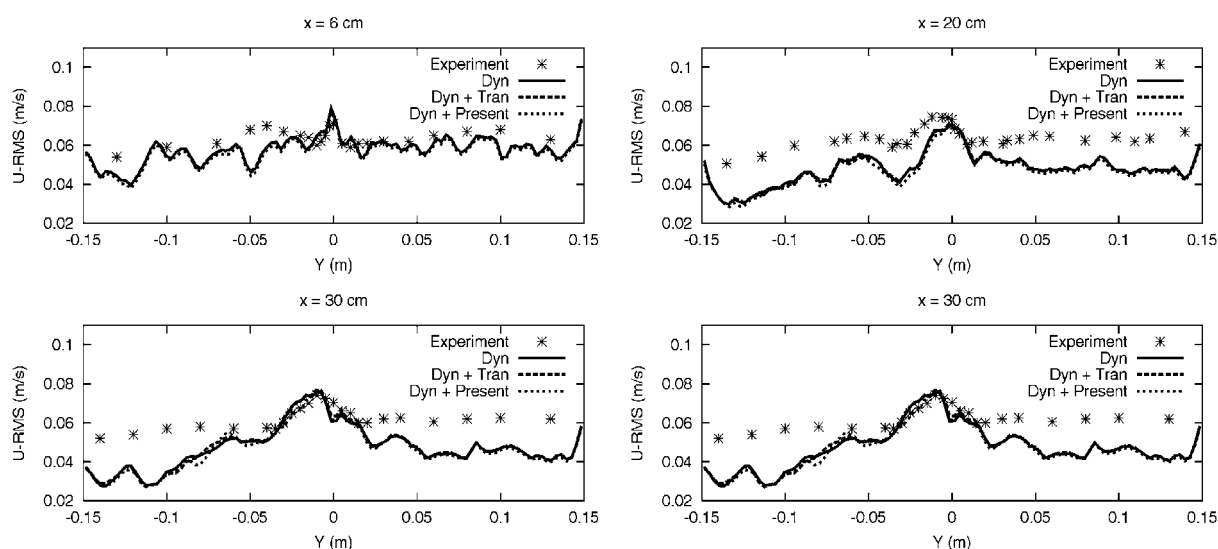 x = 6 cm
U-RMS (m/s)
0.1
0.08
0.06
0.04
0.02
Experiment
Dyn
Dyn + Tran
Dyn + Present
-0.15 -0.1 -0.05 0 0.05 0.1 0.15
Y (m)
x = 20 cm
U-RMS (m/s)
0.1
0.08
0.06
0.04
0.02
Experiment
Dyn
Dyn + Tran
Dyn + Present
-0.15 -0.1 -0.05 0 0.05 0.1 0.15
Y (m)
x = 30 cm
U-RMS (m/s)
0.1
0.08
0.06
0.04
0.02
Experiment
Dyn
Dyn + Tran
Dyn + Present
-0.15 -0.1 -0.05 0 0.05 0.1 0.15
Y (m)
x = 30 cm
U-RMS (m/s)
0.1
0.08
0.06
0.04
0.02
Experiment
Dyn
Dyn + Tran
Dyn + Present
-0.15 -0.1 -0.05 0 0.05 0.1 0.15
Y (m)